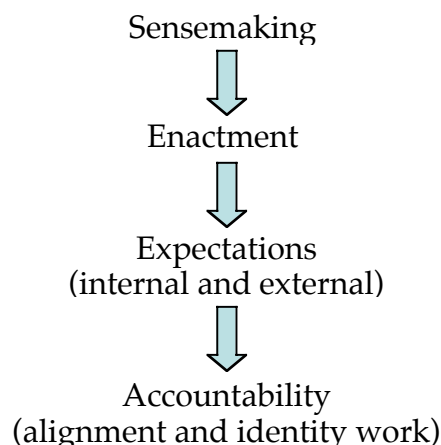 Sensemaking
Enactment
Expectations
(internal and external)
Accountability
(alignment and identity work)